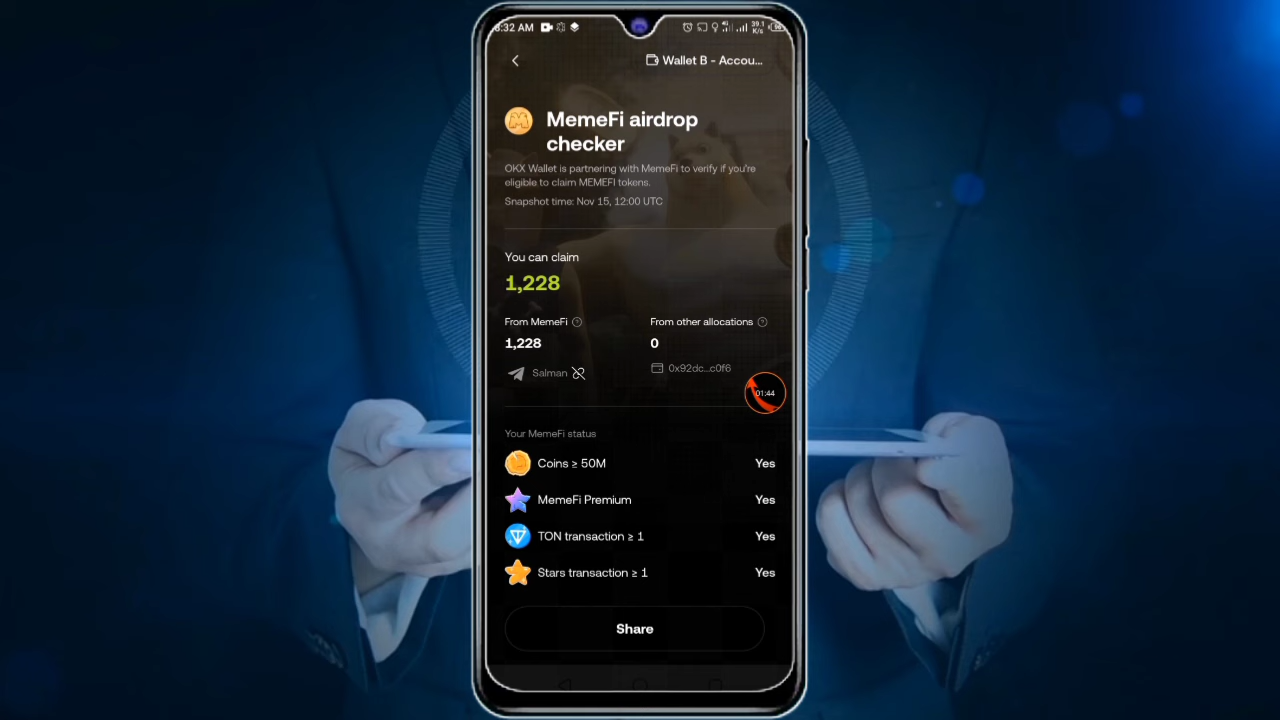 8:32 AM
39.1
K/s
Wallet B - Accou...
MemeFi airdrop
checker
OKX Wallet is partnering with MemeFi to verify if you're
eligible to claim MEMEFI tokens.
Snapshot time: Nov 15, 12:00 UTC
You can claim
1,228
From MemeFi
From other allocations
1,228
0
Salman
0x92dc...c0f6
01:44
Your MemeFi status
Coins ≥ 50M
Yes
MemeFi Premium
Yes
TON transaction ≥ 1
Yes
Stars transaction ≥ 1
Yes
Share